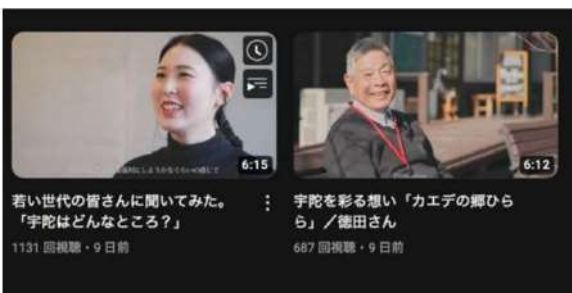 6:15
6:12
若い世代の皆さんに聞いてみた。
「宇陀はどんなところ？」
1131 回視聴・9 日前
宇陀を彩る想い「カエデの郷ひら
ら」／徳田さん
687 回視聴・9 日前